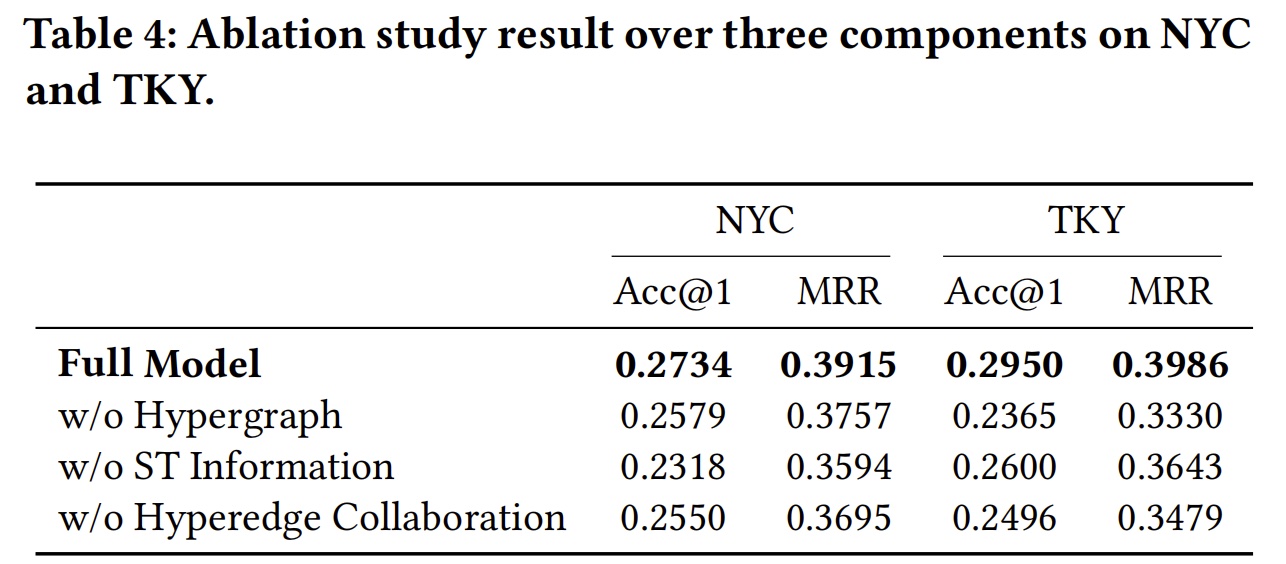 Table 4: Ablation study result over three components on NYC
and TKY.
NYC TKY
Acc@1 MRR Acc@1 MRR
Full Model 0.2734 0.3915 0.2950 0.3986
w/o Hypergraph 0.2579 0.3757 0.2365 0.3330
w/o ST Information 0.2318 0.3594 0.2600 0.3643
w/o Hyperedge Collaboration 0.2550 0.3695 0.2496 0.3479